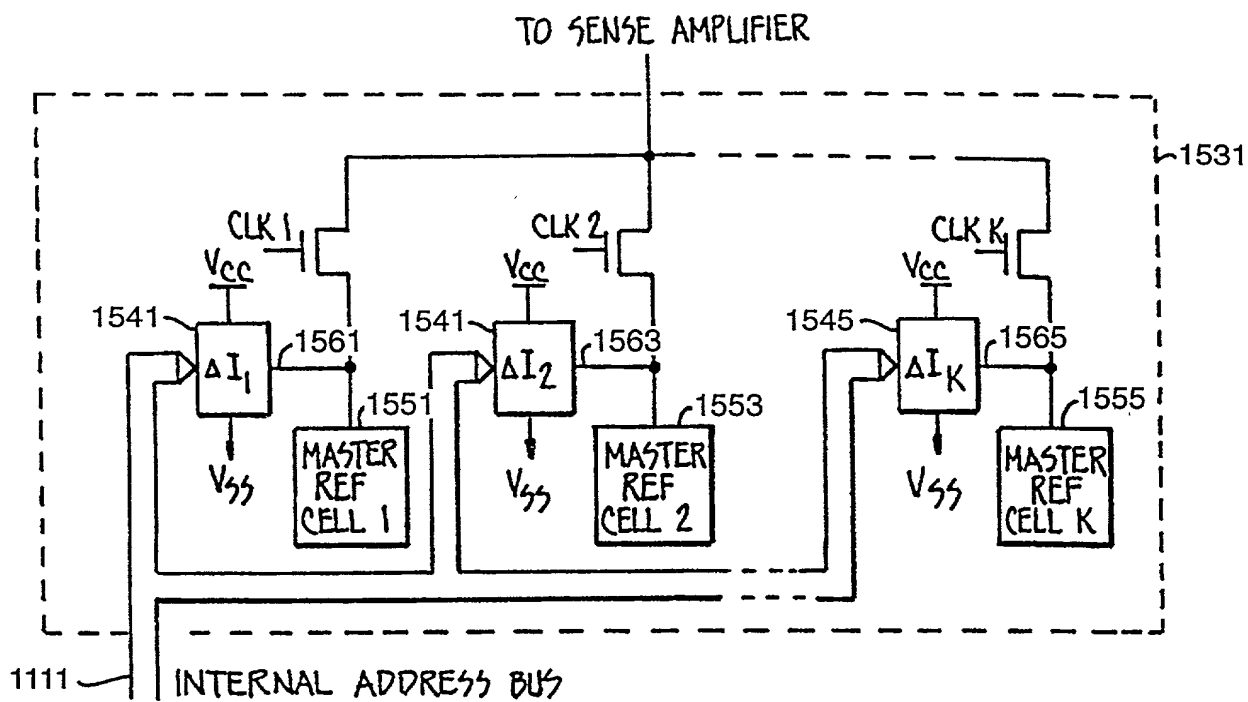 TO SENSE AMPLIFIER
1531
CLK 1
CLK 2
CLK K
VCC
VCC
VCC
1541
1561
1541
1563
1545
1565
ΔI1
ΔI2
ΔIK
1551
1553
1555
VSS
VSS
VSS
MASTER
REF
CELL 1
MASTER
REF
CELL 2
MASTER
REF
CELL K
1111
INTERNAL ADDRESS BUS